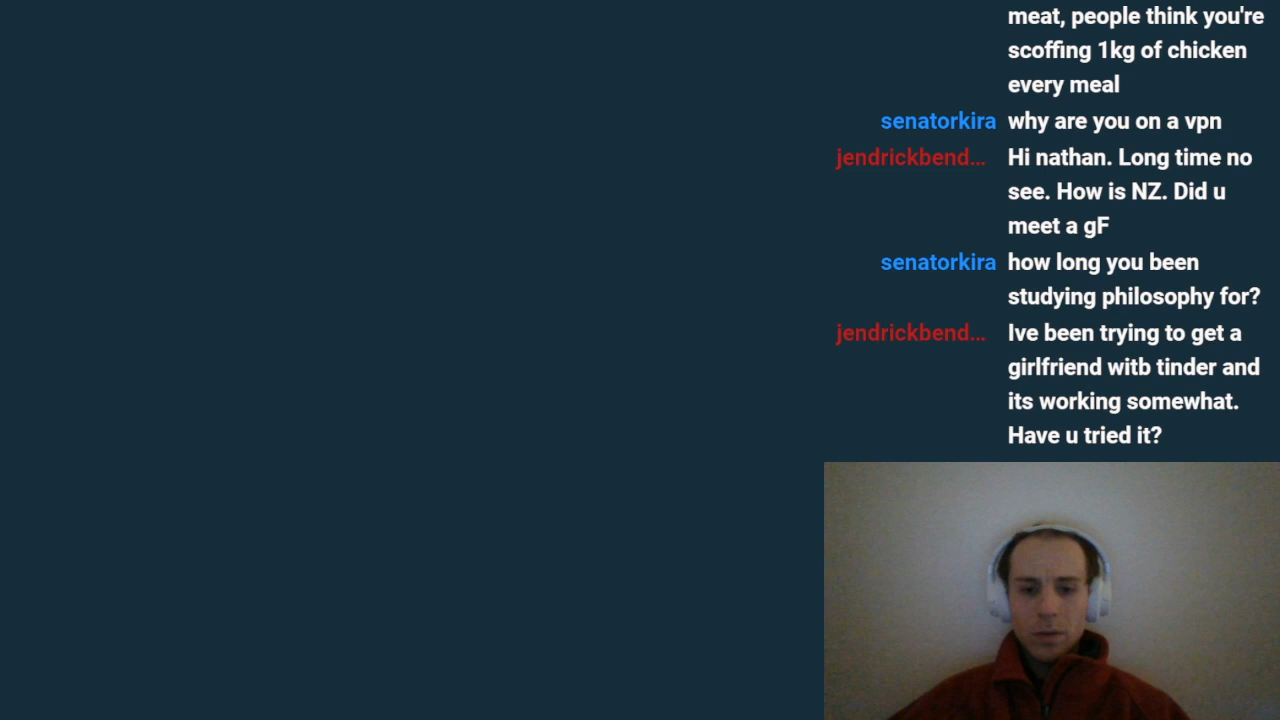 meat, people think you're
scoffing 1kg of chicken
every meal
senatorkira why are you on a vpn
jendrickbend... Hi nathan. Long time no
see. How is NZ. Did u
meet a gF
senatorkira how long you been
studying philosophy for?
jendrickbend... Ive been trying to get a
girlfriend witb tinder and
its working somewhat.
Have u tried it?